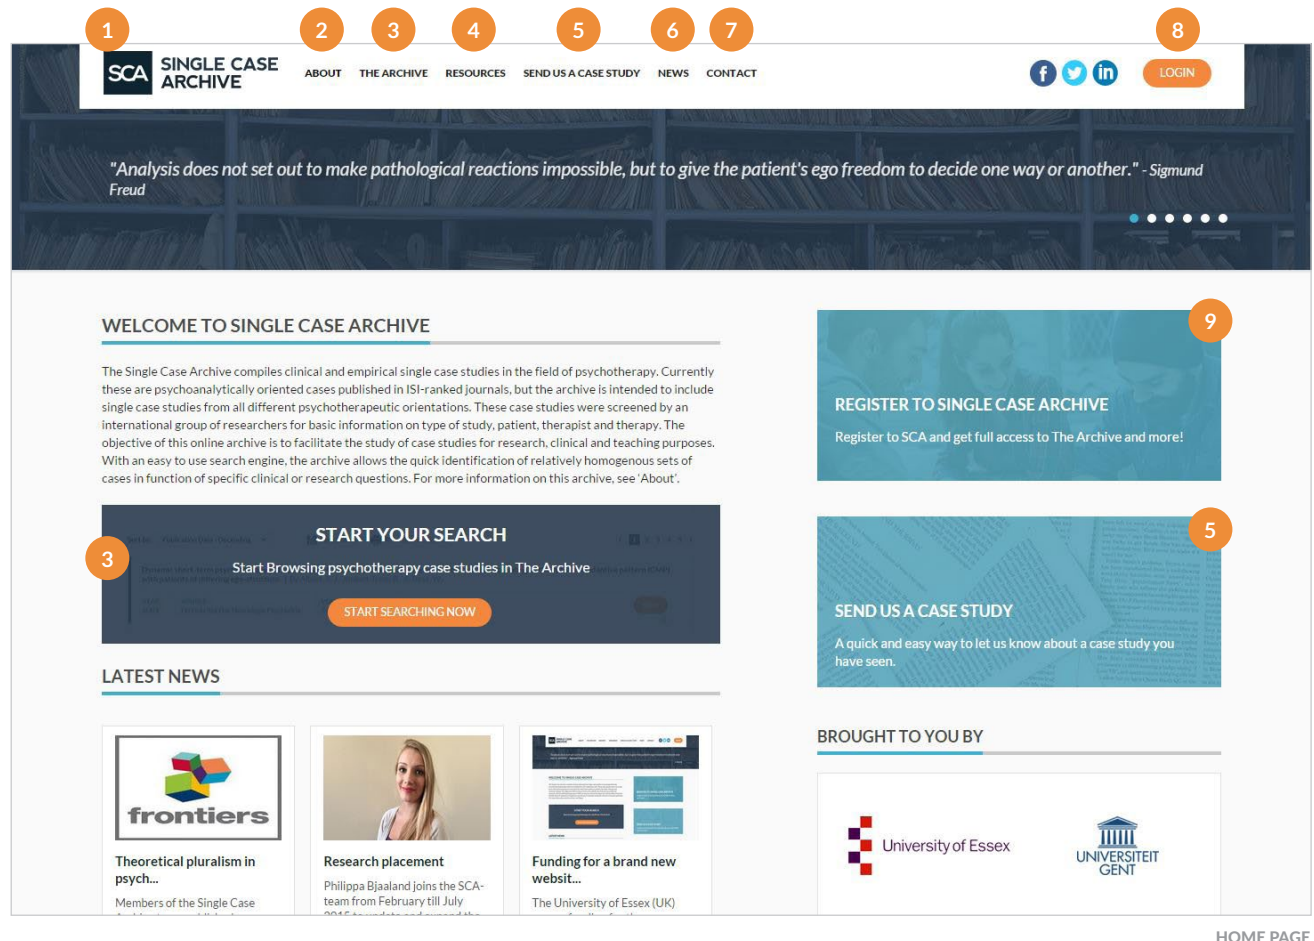 1 2 3 4 5 6 7 8
SCA SINGLE CASE
ARCHIVE
ABOUT THE ARCHIVE RESOURCES SEND US A CASE STUDY NEWS CONTACT f in LOGIN
"Analysis does not set out to make pathological reactions impossible, but to give the patient's ego freedom to decide one way or another." - Sigmund
Freud
WELCOME TO SINGLE CASE ARCHIVE
The Single Case Archive compiles clinical and empirical single case studies in the field of psychotherapy. Currently
these are psychoanalytically oriented cases published in ISI-ranked journals, but the archive is intended to include
single case studies from all different psychotherapeutic orientations. These case studies were screened by an
international group of researchers for basic information on type of study, patient, therapist and therapy. The
objective of this online archive is to facilitate the study of case studies for research, clinical and teaching purposes.
With an easy to use search engine, the archive allows the quick identification of relatively homogenous sets of
cases in function of specific clinical or research questions. For more information on this archive, see 'About'.
3
START YOUR SEARCH
Start Browsing psychotherapy case studies in The Archive
START SEARCHING NOW
LATEST NEWS
frontiers
Theoretical pluralism in
psych...
Members of the Single Case
Research placement
Philippa Bjaaland joins the SCA-
team from February till July
Funding for a brand new
websit...
The University of Essex (UK)
9
REGISTER TO SINGLE CASE ARCHIVE
Register to SCA and get full access to The Archive and more!
5
SEND US A CASE STUDY
A quick and easy way to let us know about a case study you
have seen.
BROUGHT TO YOU BY
University of Essex
UNIVERSITEIT
GENT
HOME PAGE